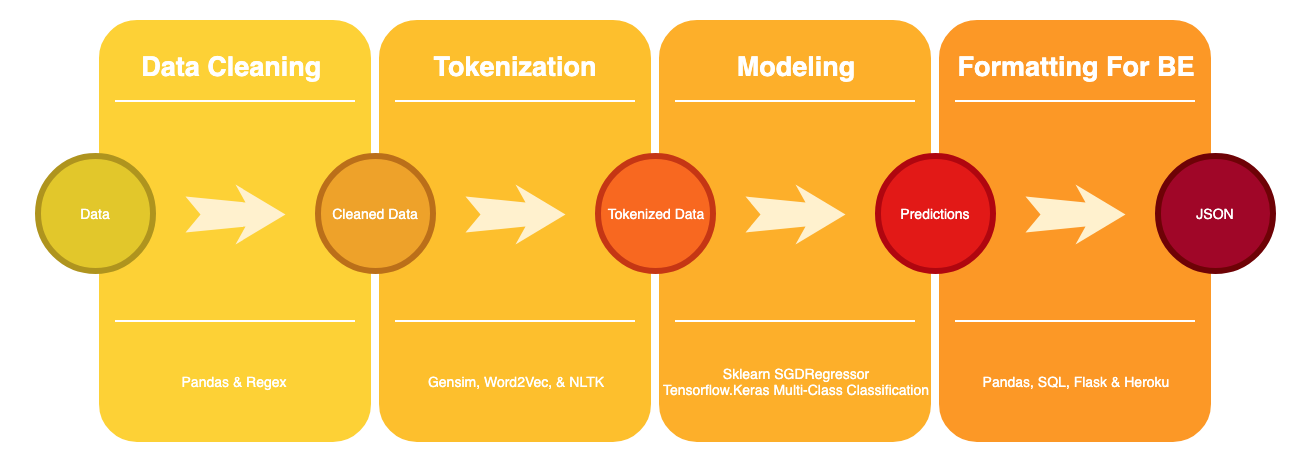 Data Cleaning
Tokenization
Modeling
Formatting For BE
Data
Cleaned Data
Tokenized Data
Predictions
JSON
Pandas & Regex
Gensim, Word2Vec, & NLTK
Sklearn SGDRegressor
Tensorflow.Keras Multi-Class Classification
Pandas, SQL, Flask & Heroku